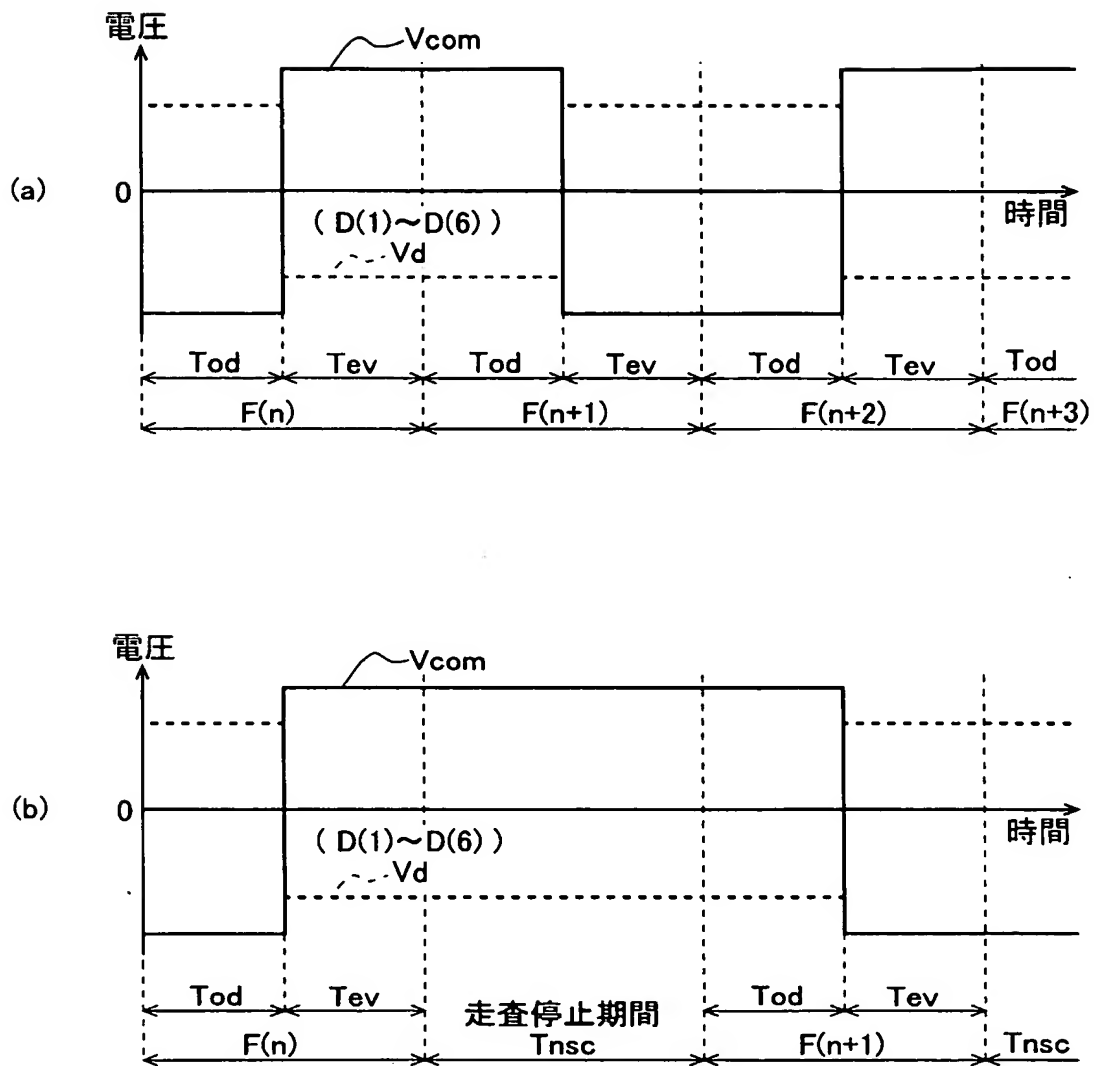 電圧
Vcom
(a)
0
時間
( D(1)～D(6) )
Vd
Tod Tev Tod Tev Tod Tev Tod
F(n) F(n+1) F(n+2) F(n+3)
電圧
Vcom
(b)
0
時間
( D(1)～D(6) )
Vd
Tod Tev 走査停止期間 Tod Tev
F(n) Tnsc F(n+1) Tnsc